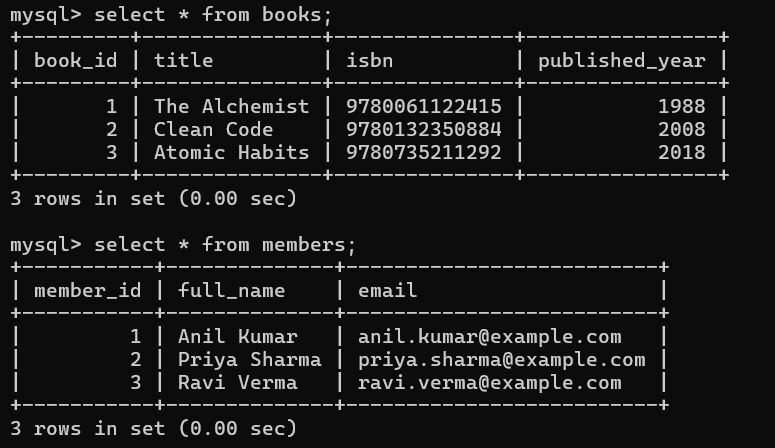 mysql> select * from books;
+---------+---------------+---------------+----------------+
| book_id | title         | isbn          | published_year |
+---------+---------------+---------------+----------------+
|       1 | The Alchemist | 9780061122415 |           1988 |
|       2 | Clean Code    | 9780132350884 |           2008 |
|       3 | Atomic Habits | 9780735211292 |           2018 |
+---------+---------------+---------------+----------------+
3 rows in set (0.00 sec)

mysql> select * from members;
+-----------+--------------+--------------------------+
| member_id | full_name    | email                    |
+-----------+--------------+--------------------------+
|         1 | Anil Kumar   | anil.kumar@example.com   |
|         2 | Priya Sharma | priya.sharma@example.com |
|         3 | Ravi Verma   | ravi.verma@example.com   |
+-----------+--------------+--------------------------+
3 rows in set (0.00 sec)